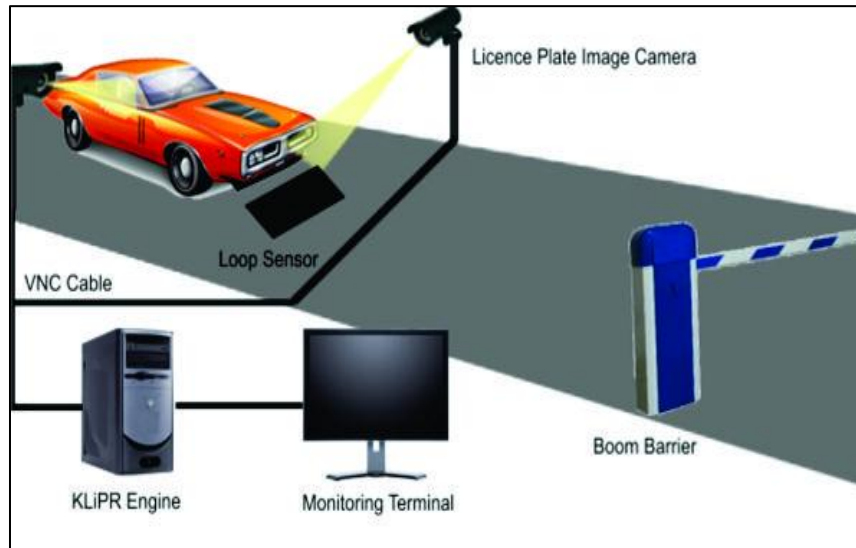 Licence Plate Image Camera
Loop Sensor
VNC Cable
KLiPR Engine
Monitoring Terminal
Boom Barrier